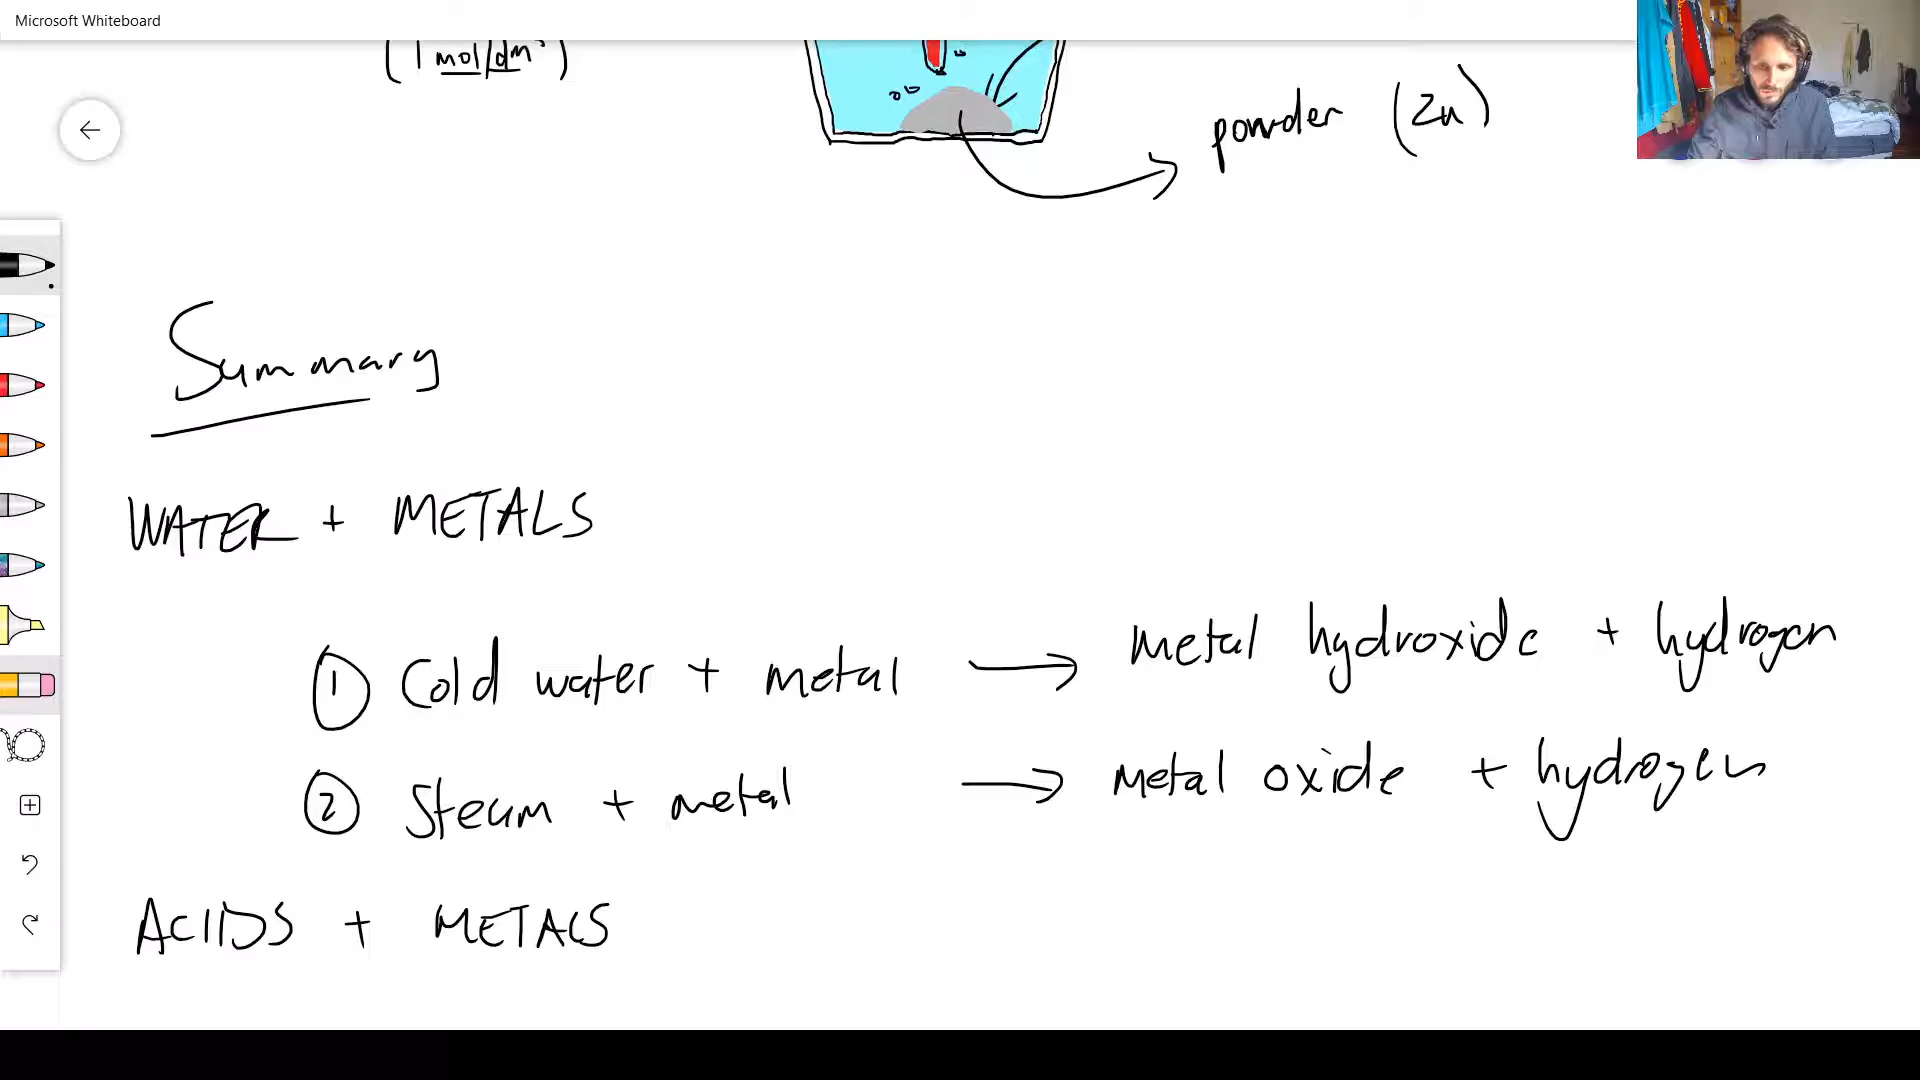 Microsoft Whiteboard
(1 mol/dm³)
powder (Zn)
Summary
WATER + METALS
① Cold water + metal → metal hydroxide + hydrogen
② Steam + metal → metal oxide + hydrogen
ACIDS + METALS